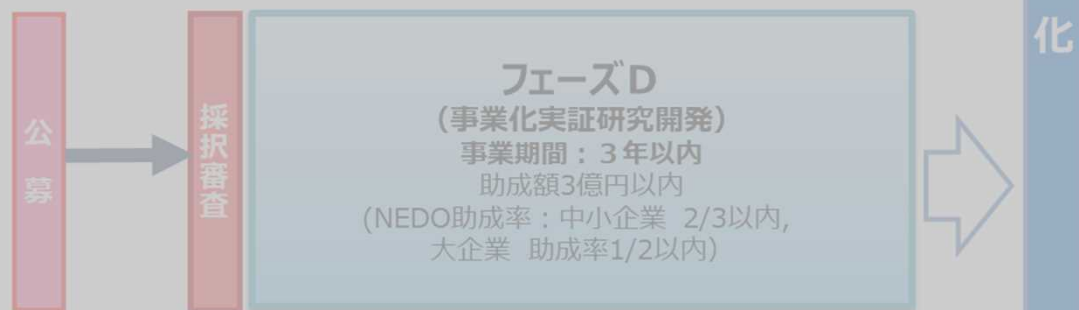 公募
採択審査
フェーズD
（事業化実証研究開発）
事業期間：３年以内
助成額3億円以内
(NEDO助成率：中小企業 2/3以内,
大企業 助成率1/2以内）
化